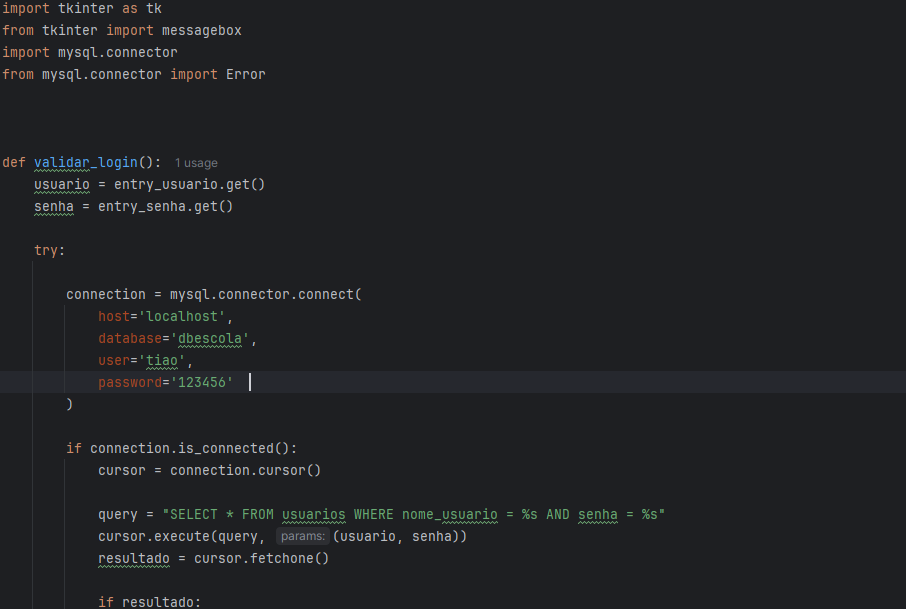 import tkinter as tk
from tkinter import messagebox
import mysql.connector
from mysql.connector import Error
def validar_login(): 1 usage
usuario = entry_usuario.get()
senha = entry_senha.get()
try:
connection = mysql.connector.connect(
host='localhost',
database='dbescola',
user='tiao',
password='123456'
)
if connection.is_connected():
cursor = connection.cursor()
query = "SELECT * FROM usuarios WHERE nome_usuario = %s AND senha = %s"
cursor.execute(query, params: (usuario, senha))
resultado = cursor.fetchone()
if resultado: